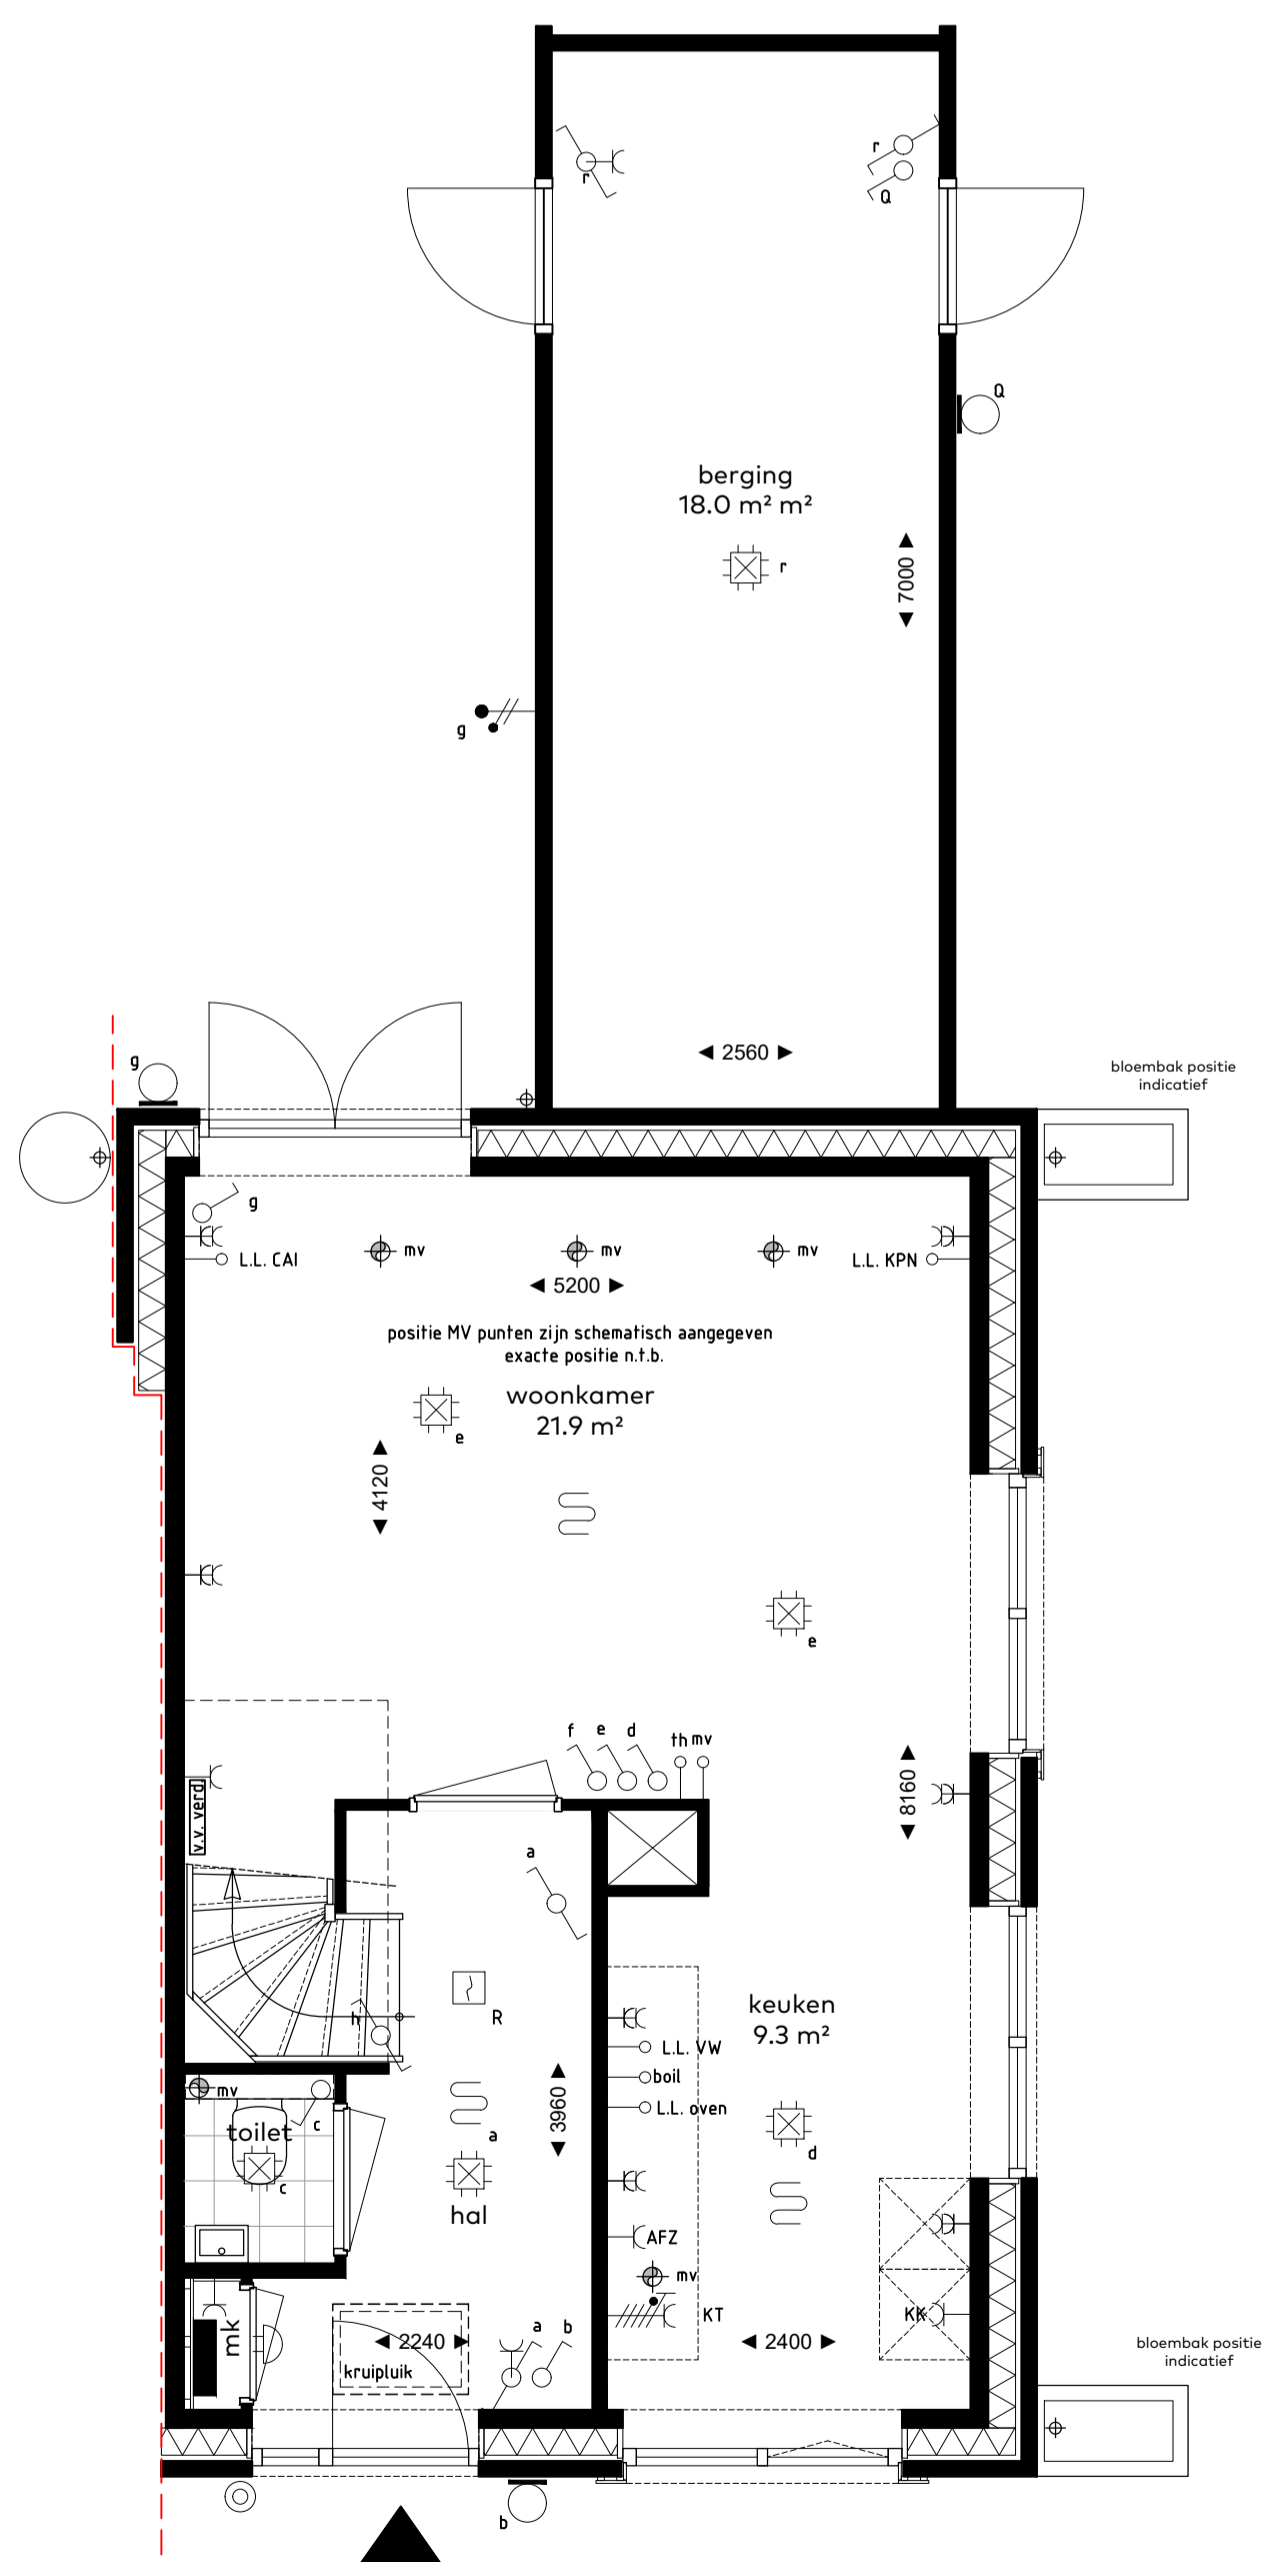 r
r
Q
Q
berging
18.0 m² m²
r
7000
g
2560
bloembak positie
indicatief
g
g
L.L. CAI
mv
mv
mv
L.L. KPN
5200
positie MV punten zijn schematisch aangegeven
exacte positie n.t.b.
woonkamer
21.9 m²
e
4120
e
f e d th mv
v.v. verd
8160
a
h
R
keuken
9.3 m²
L.L. VW
boil
L.L. oven
mv
toilet
c
c
3960
a
hal
d
AFZ
mv
KT
KK
mk
2240
kruipluik
a b
2400
bloembak positie
indicatief
b